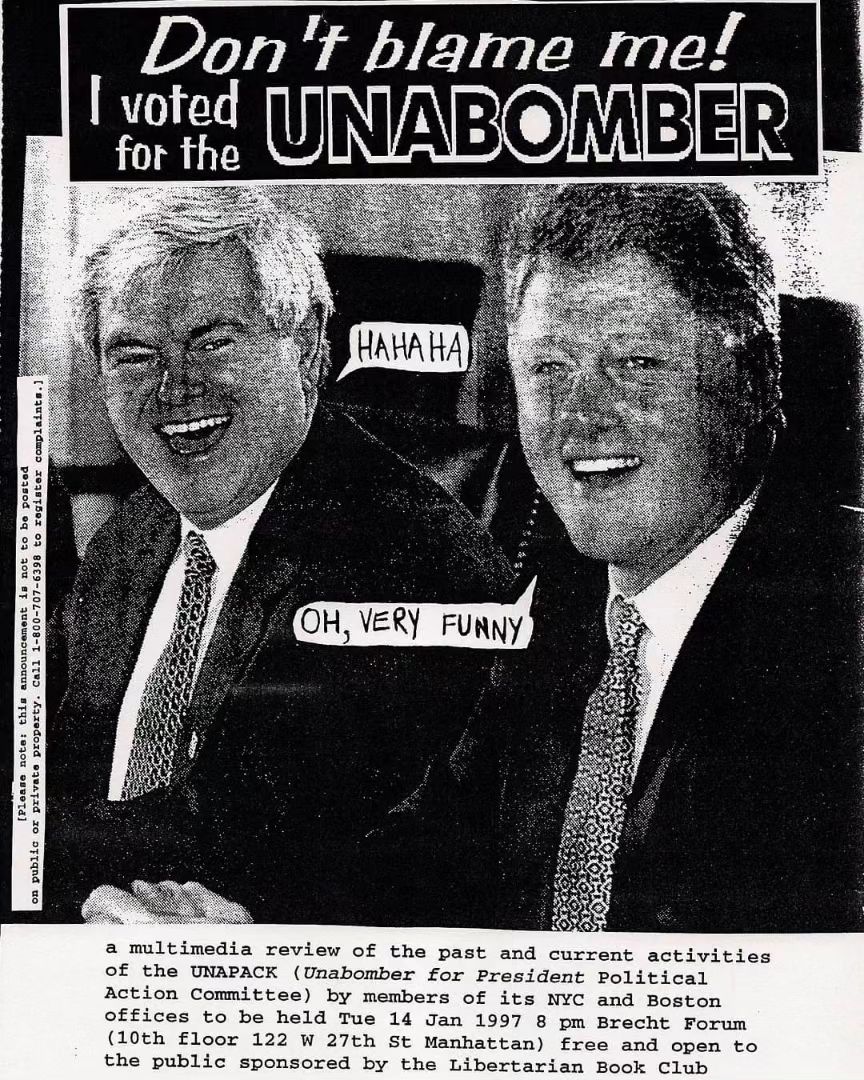 Don't blame me!
I voted
for the UNABOMBER
HAHAHA
OH, VERY FUNNY
[Please note: this announcement is not to be posted
on public or private property. Call 1-800-707-6398 to register complaints.]
a multimedia review of the past and current activities
of the UNAPACK (Unabomber for President Political
Action Committee) by members of its NYC and Boston
offices to be held Tue 14 Jan 1997 8 pm Brecht Forum
(10th floor 122 W 27th St Manhattan) free and open to
the public sponsored by the Libertarian Book Club